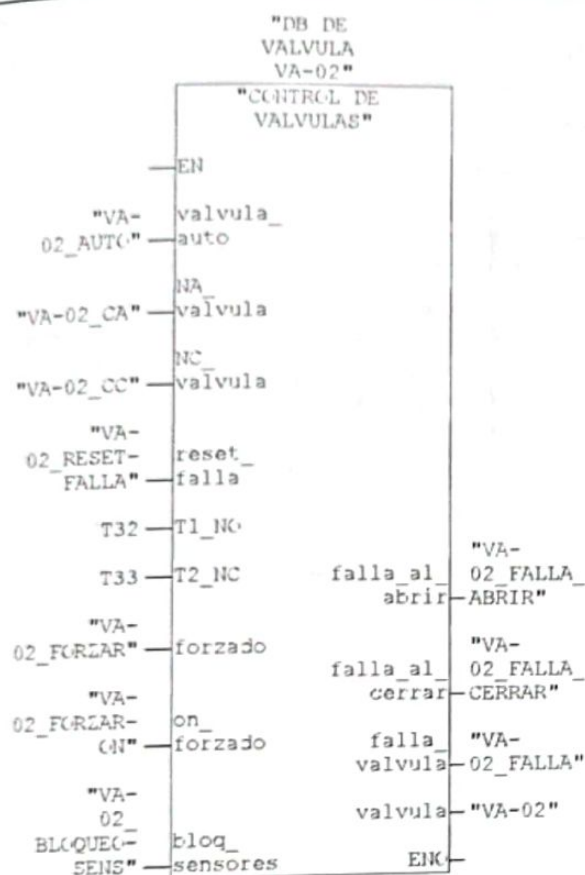 "DB DE
VALVULA
VA-02"
"CONTROL DE
VALVULAS"
EN
"VA-
02_AUTO"
valvula_
auto
"VA-02_CA"
NA_
valvula
"VA-02_CC"
NC_
valvula
"VA-
02_RESET-
FALLA"
reset_
falla
T32
T1_NO
T33
T2_NC
falla_al_
abrir
"VA-
02_FALLA_
ABRIR"
"VA-
02_FORZAR"
forzado
falla_al_
cerrar
"VA-
02_FALLA_
CERRAR"
"VA-
02_FORZAR-
ON"
on_
forzado
falla_
valvula
"VA-
02_FALLA"
valvula
"VA-02"
"VA-
02_
BLOQUEO-
SENS"
bloq_
sensores
ENO